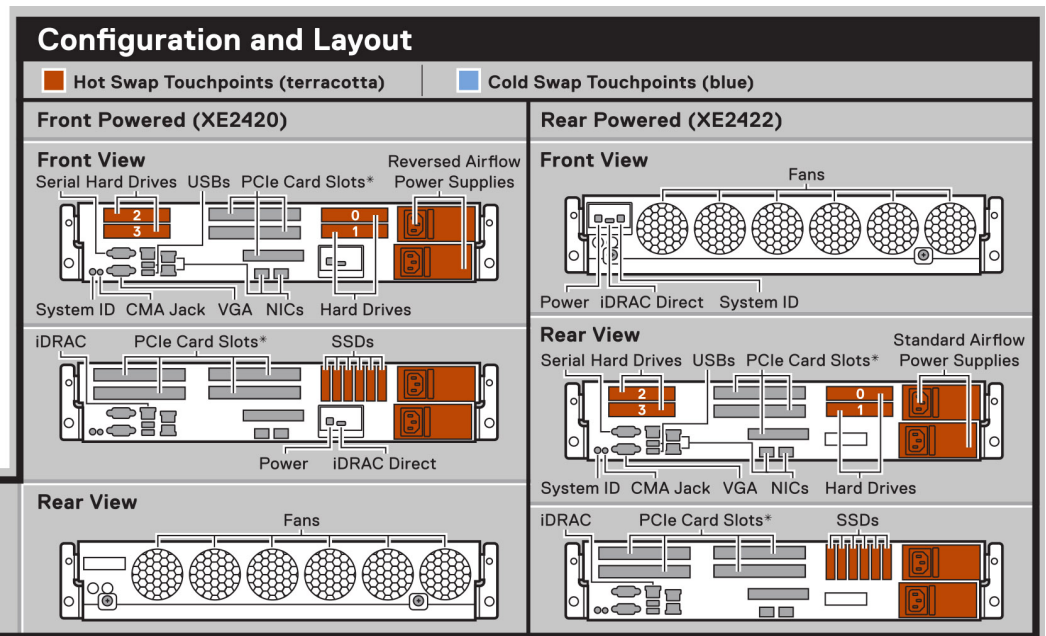 Configuration and Layout
Hot Swap Touchpoints (terracotta)
Cold Swap Touchpoints (blue)
Front Powered (XE2420)
Front View
Reversed Airflow
Serial Hard Drives USBs PCIe Card Slots* Power Supplies
2 0
3 1
System ID CMA Jack VGA NICs Hard Drives
iDRAC PCIe Card Slots* SSDs
Power iDRAC Direct
Rear View
Fans
Rear Powered (XE2422)
Front View
Fans
Power iDRAC Direct System ID
Rear View
Standard Airflow
Serial Hard Drives USBs PCIe Card Slots* Power Supplies
2 0
3 1
System ID CMA Jack VGA NICs Hard Drives
iDRAC PCIe Card Slots* SSDs